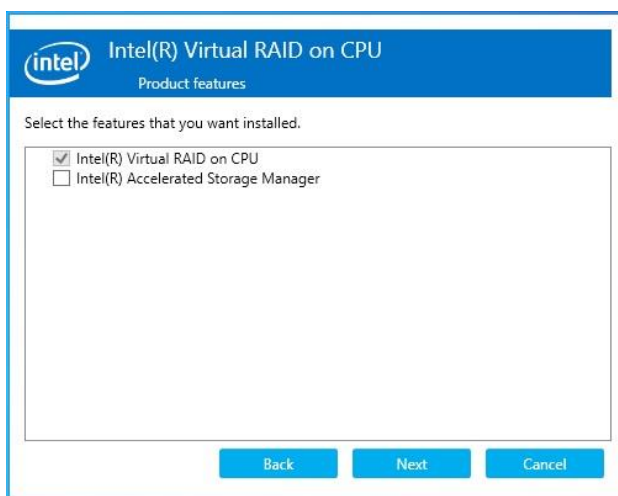 intel
Intel(R) Virtual RAID on CPU
Product features
Select the features that you want installed.
Intel(R) Virtual RAID on CPU
Intel(R) Accelerated Storage Manager
Back Next Cancel